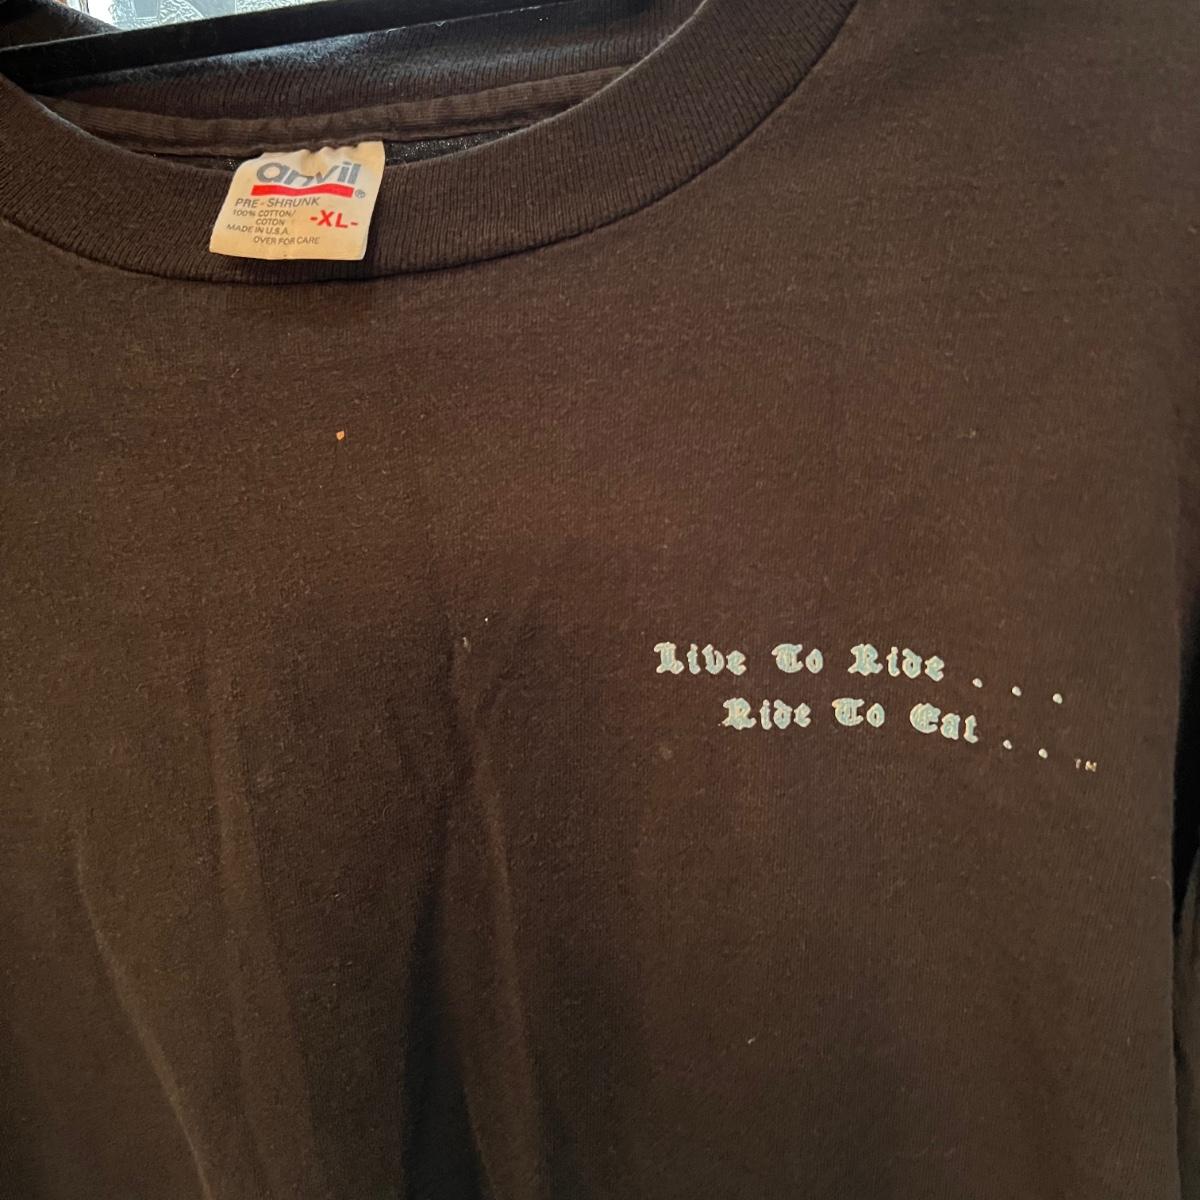 anvil®
PRE-SHRUNK
100% COTTON/
COTON
-XL-
MADE IN U.S.A.
OVER FOR CARE
Live To Ride . . .
Ride To Eat . . ™